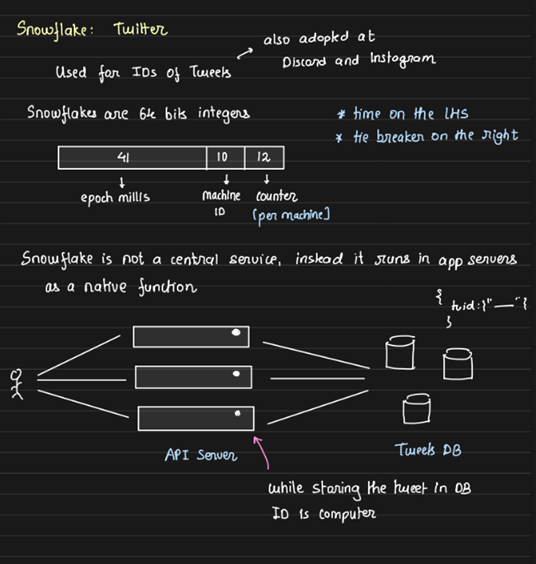 Snowflake: Twitter
also adopted at
Discord and Instagram
Used for IDs of Tweets
Snowflakes are 64 bits integers
* time on the LHS
* tie breaker on the right
41 10 12
epoch millis
machine ID
counter
[per machine]
Snowflake is not a central service, instead it runs in app servers
as a native function
{
twid:{"—"}
}
API Server
Tweets DB
while storing the tweet in DB
ID is computer